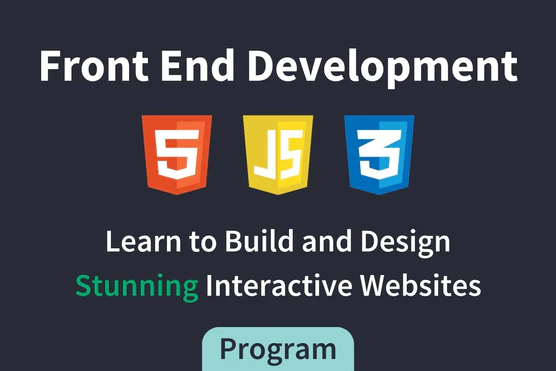 Front End Development
5 JS 3
Learn to Build and Design
Stunning Interactive Websites
Program